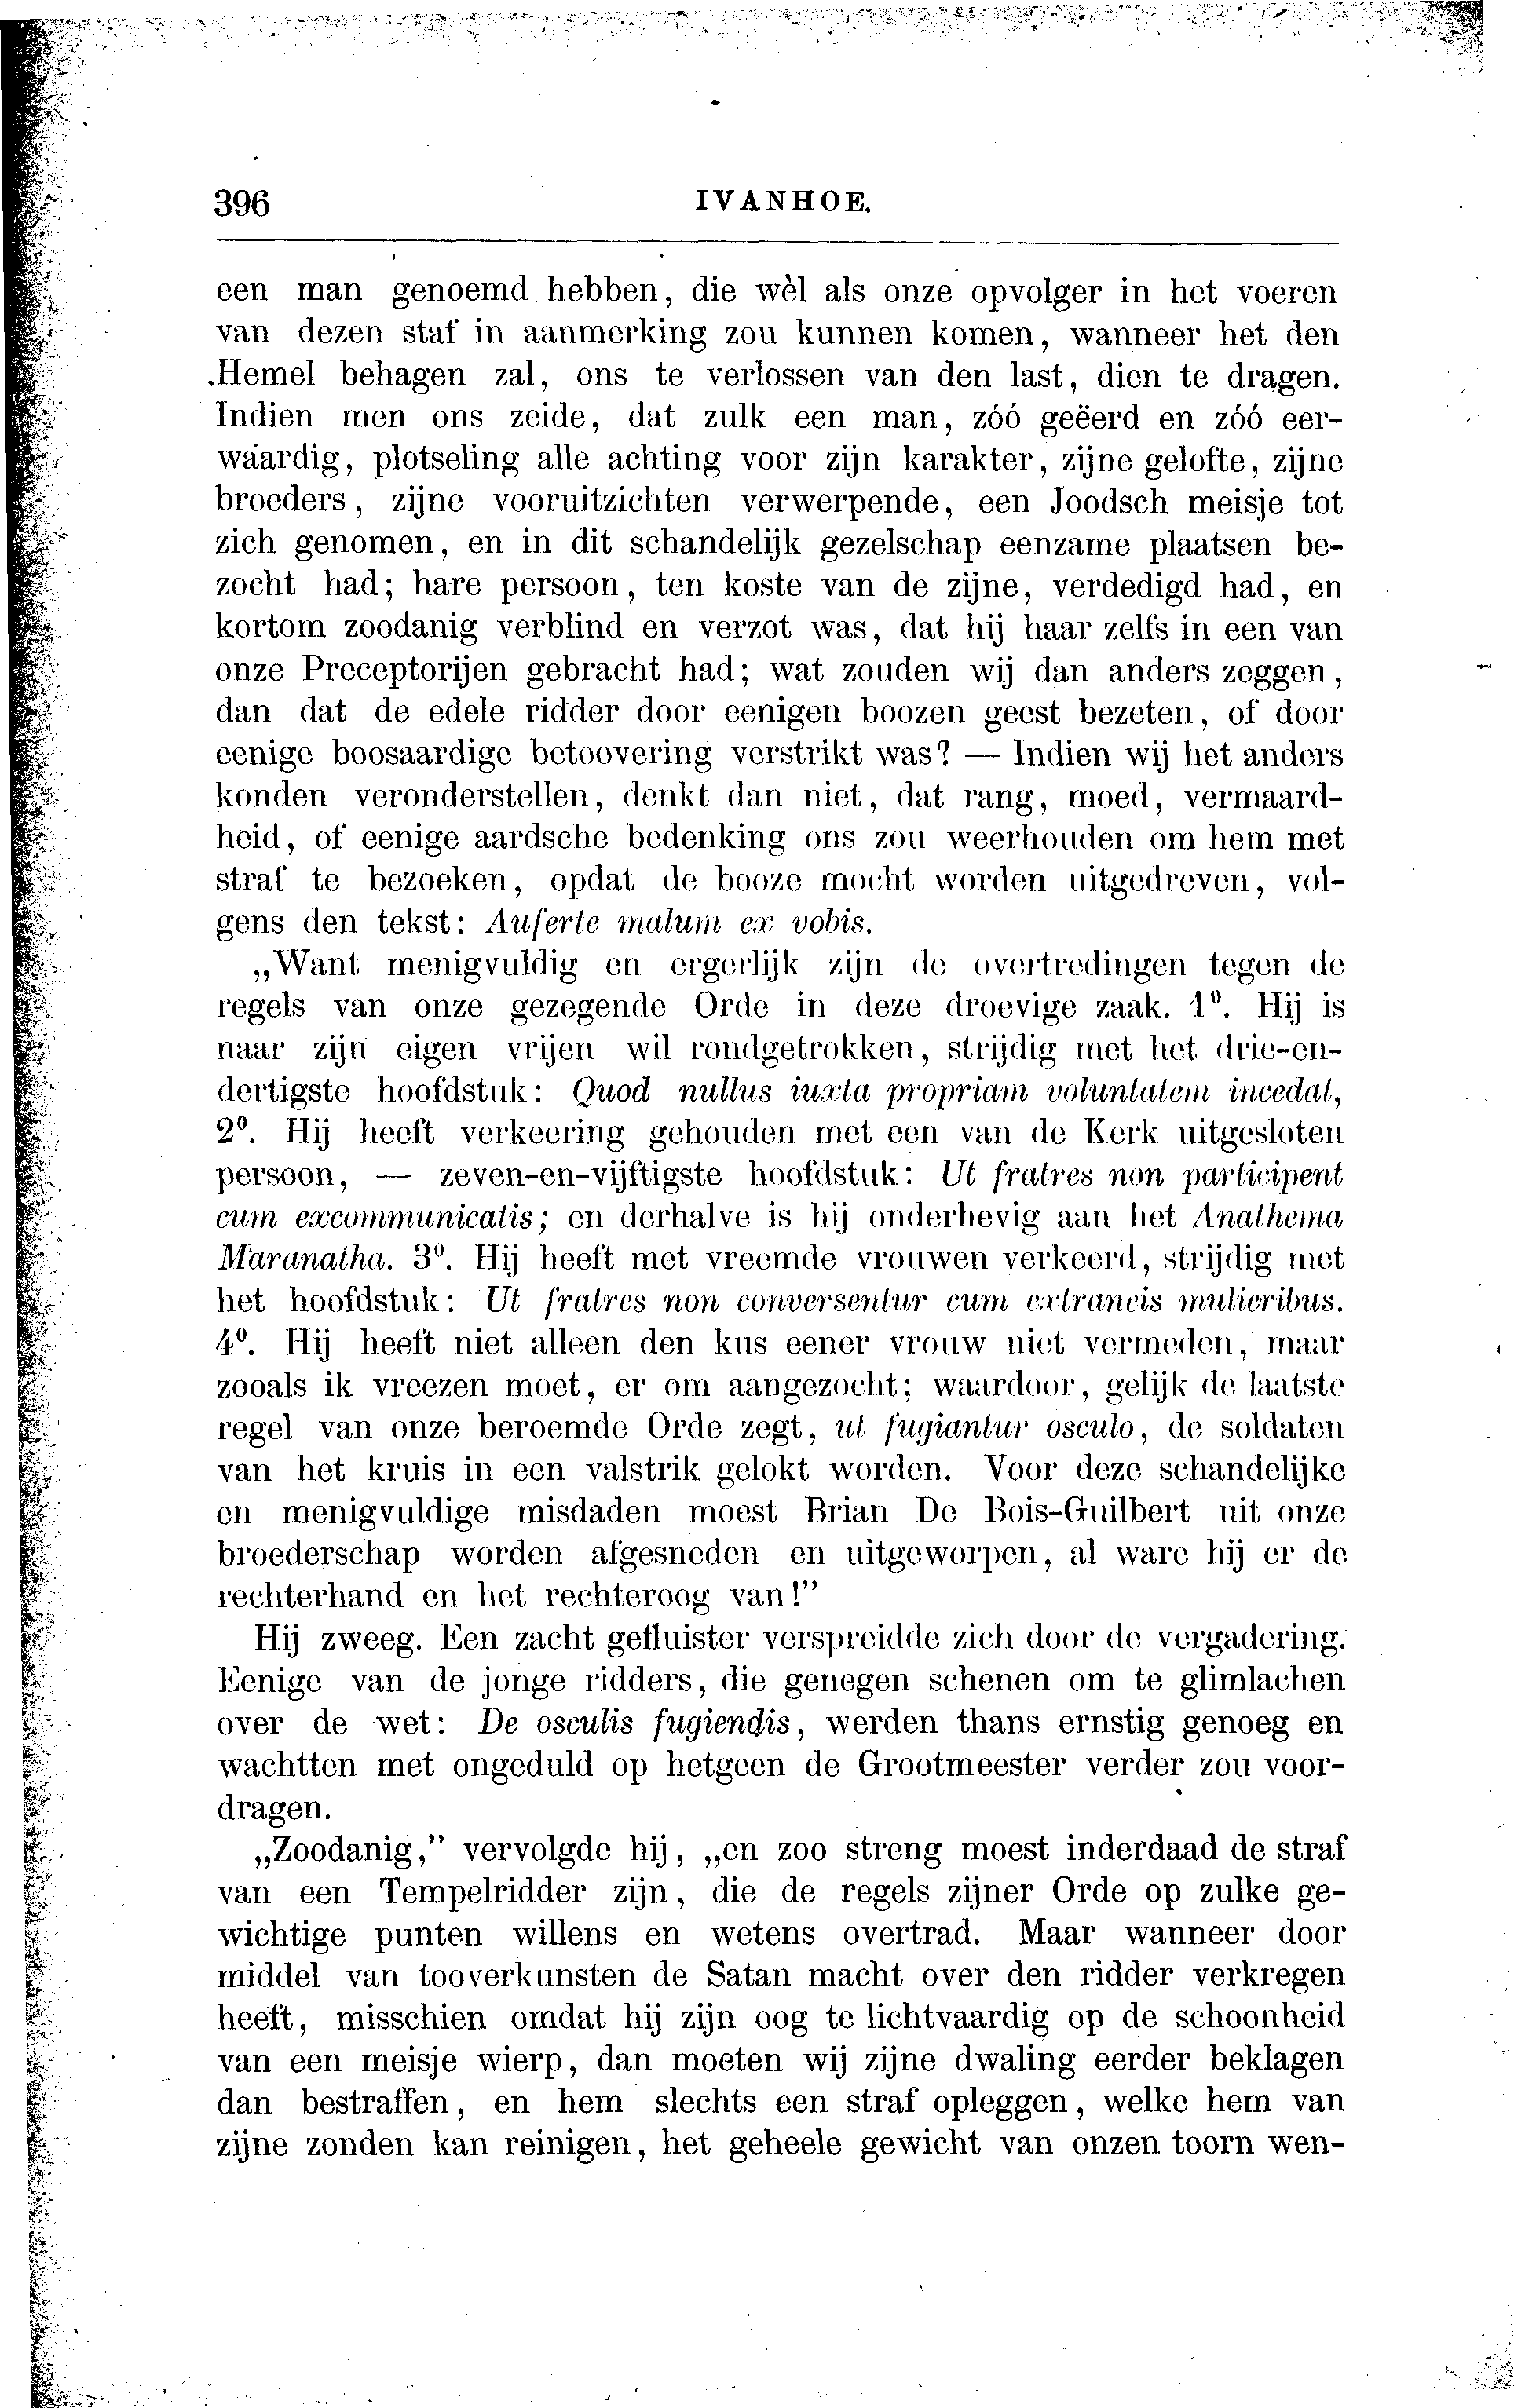 396 IVANHOE.
een man genoemd hebben, die wèl als onze opvolger in het voeren
van dezen staf in aanmerking zou kunnen komen, wanneer het den
Hemel behagen zal, ons te verlossen van den last, dien te dragen.
Indien men ons zeide, dat zulk een man, zóó geëerd en zóó eer-
waardig, plotseling alle achting voor zijn karakter, zijne gelofte, zijne
broeders, zijne vooruitzichten verwerpende, een Joodsch meisje tot
zich genomen, en in dit schandelijk gezelschap eenzame plaatsen be-
zocht had; hare persoon, ten koste van de zijne, verdedigd had, en
kortom zoodanig verblind en verzot was, dat hij haar zelfs in een van
onze Preceptorijen gebracht had; wat zouden wij dan anders zeggen,
dan dat de edele ridder door eenigen boozen geest bezeten, of door
eenige boosaardige betoovering verstrikt was? — Indien wij het anders
konden veronderstellen, denkt dan niet, dat rang, moed, vermaard-
heid, of eenige aardsche bedenking ons zou weerhouden om hem met
straf te bezoeken, opdat de booze mocht worden uitgedreven, vol-
gens den tekst: Auferte malum ex vobis.
„Want menigvuldig en ergerlijk zijn de overtredingen tegen de
regels van onze gezegende Orde in deze droevige zaak. 1º. Hij is
naar zijn eigen vrijen wil rondgetrokken, strijdig met het drie-en-
dertigste hoofdstuk: Quod nullus iuxta propriam voluntatem incedat,
2º. Hij heeft verkeering gehouden met een van de Kerk uitgesloten
persoon, — zeven-en-vijftigste hoofdstuk: Ut fratres non participent
cum excommunicatis; en derhalve is hij onderhevig aan het Anathema
Maranatha. 3º. Hij heeft met vreemde vrouwen verkeerd, strijdig met
het hoofdstuk: Ut fratres non conversentur cum extraneis mulieribus.
4º. Hij heeft niet alleen den kus eener vrouw niet vermeden, maar
zooals ik vreezen moet, er om aangezocht; waardoor, gelijk de laatste
regel van onze beroemde Orde zegt, ut fugiantur osculo, de soldaten
van het kruis in een valstrik gelokt worden. Voor deze schandelijke
en menigvuldige misdaden moest Brian De Bois-Guilbert uit onze
broederschap worden afgesneden en uitgeworpen, al ware hij er de
rechterhand en het rechteroog van!”
Hij zweeg. Een zacht gefluister verspreidde zich door de vergadering.
Eenige van de jonge ridders, die genegen schenen om te glimlachen
over de wet: De osculis fugiendis, werden thans ernstig genoeg en
wachtten met ongeduld op hetgeen de Grootmeester verder zou voor-
dragen.
„Zoodanig,” vervolgde hij, „en zoo streng moest inderdaad de straf
van een Tempelridder zijn, die de regels zijner Orde op zulke ge-
wichtige punten willens en wetens overtrad. Maar wanneer door
middel van tooverkunsten de Satan macht over den ridder verkregen
heeft, misschien omdat hij zijn oog te lichtvaardig op de schoonheid
van een meisje wierp, dan moeten wij zijne dwaling eerder beklagen
dan bestraffen, en hem slechts een straf opleggen, welke hem van
zijne zonden kan reinigen, het geheele gewicht van onzen toorn wen-